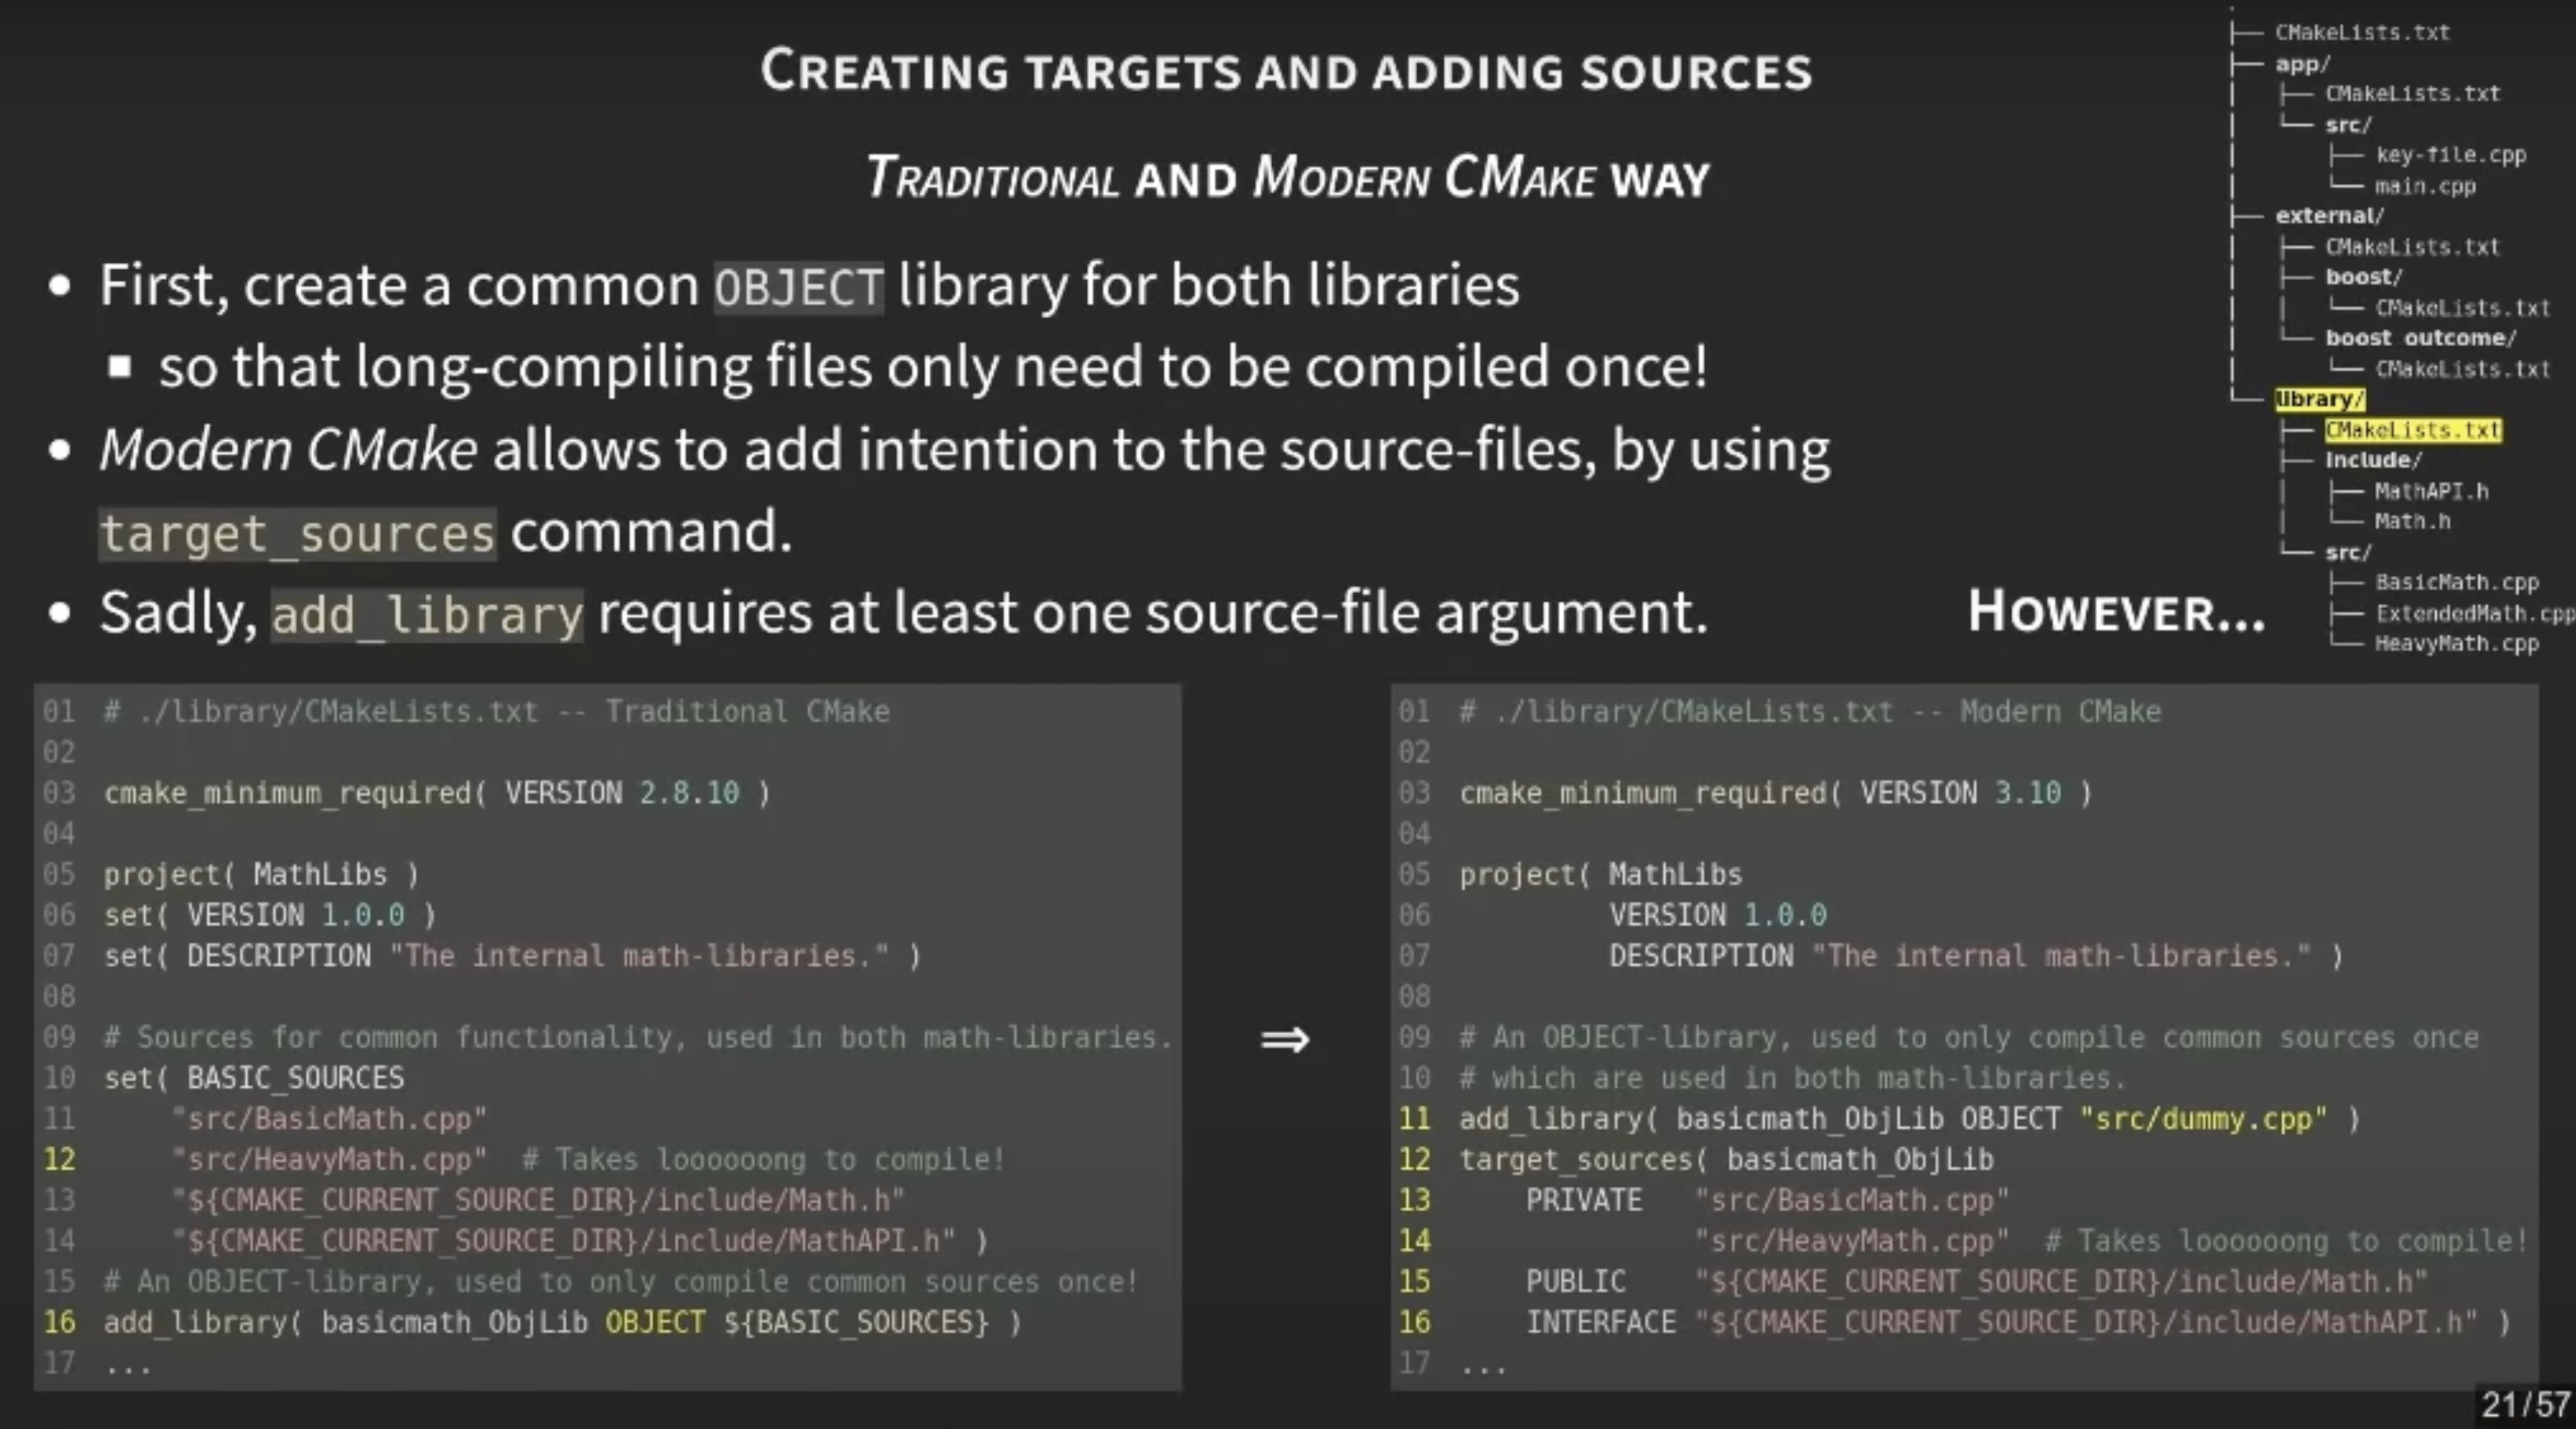 CREATING TARGETS AND ADDING SOURCES
TRADITIONAL AND MODERN CMAKE WAY
• First, create a common OBJECT library for both libraries
▪ so that long-compiling files only need to be compiled once!
• Modern CMake allows to add intention to the source-files, by using
target_sources command.
• Sadly, add_library requires at least one source-file argument.
HOWEVER...
├── CMakeLists.txt
├── app/
│   ├── CMakeLists.txt
│   └── src/
│       ├── key-file.cpp
│       └── main.cpp
├── external/
│   ├── CMakeLists.txt
│   ├── boost/
│   │   └── CMakeLists.txt
│   └── boost outcome/
│       └── CMakeLists.txt
└── library/
    ├── CMakeLists.txt
    ├── include/
    │   ├── MathAPI.h
    │   └── Math.h
    └── src/
        ├── BasicMath.cpp
        ├── ExtendedMath.cpp
        └── HeavyMath.cpp
01 # ./library/CMakeLists.txt -- Traditional CMake
02
03 cmake_minimum_required( VERSION 2.8.10 )
04
05 project( MathLibs )
06 set( VERSION 1.0.0 )
07 set( DESCRIPTION "The internal math-libraries." )
08
09 # Sources for common functionality, used in both math-libraries.
10 set( BASIC_SOURCES
11     "src/BasicMath.cpp"
12     "src/HeavyMath.cpp"  # Takes loooooong to compile!
13     "${CMAKE_CURRENT_SOURCE_DIR}/include/Math.h"
14     "${CMAKE_CURRENT_SOURCE_DIR}/include/MathAPI.h" )
15 # An OBJECT-library, used to only compile common sources once!
16 add_library( basicmath_ObjLib OBJECT ${BASIC_SOURCES} )
17 ...
⇒
01 # ./library/CMakeLists.txt -- Modern CMake
02
03 cmake_minimum_required( VERSION 3.10 )
04
05 project( MathLibs
06          VERSION 1.0.0
07          DESCRIPTION "The internal math-libraries." )
08
09 # An OBJECT-library, used to only compile common sources once
10 # which are used in both math-libraries.
11 add_library( basicmath_ObjLib OBJECT "src/dummy.cpp" )
12 target_sources( basicmath_ObjLib
13     PRIVATE   "src/BasicMath.cpp"
14               "src/HeavyMath.cpp"  # Takes loooooong to compile!
15     PUBLIC    "${CMAKE_CURRENT_SOURCE_DIR}/include/Math.h"
16     INTERFACE "${CMAKE_CURRENT_SOURCE_DIR}/include/MathAPI.h" )
17 ...
21/57